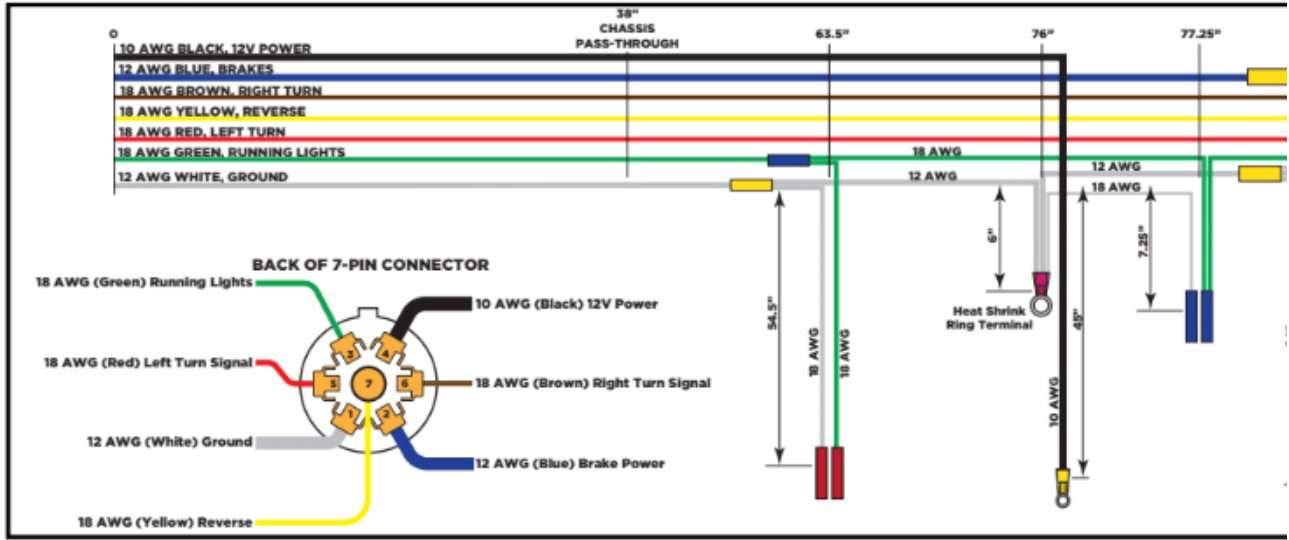 38"
CHASSIS
PASS-THROUGH
0
63.5"
76"
77.25"
10 AWG BLACK, 12V POWER
12 AWG BLUE, BRAKES
18 AWG BROWN, RIGHT TURN
18 AWG YELLOW, REVERSE
18 AWG RED, LEFT TURN
18 AWG GREEN, RUNNING LIGHTS
18 AWG
12 AWG WHITE, GROUND
12 AWG
12 AWG
18 AWG
6"
7.25"
54.5"
45"
Heat Shrink
Ring Terminal
18 AWG
18 AWG
10 AWG
BACK OF 7-PIN CONNECTOR
18 AWG (Green) Running Lights
10 AWG (Black) 12V Power
18 AWG (Red) Left Turn Signal
18 AWG (Brown) Right Turn Signal
12 AWG (White) Ground
12 AWG (Blue) Brake Power
18 AWG (Yellow) Reverse
3
4
5
7
6
1
2